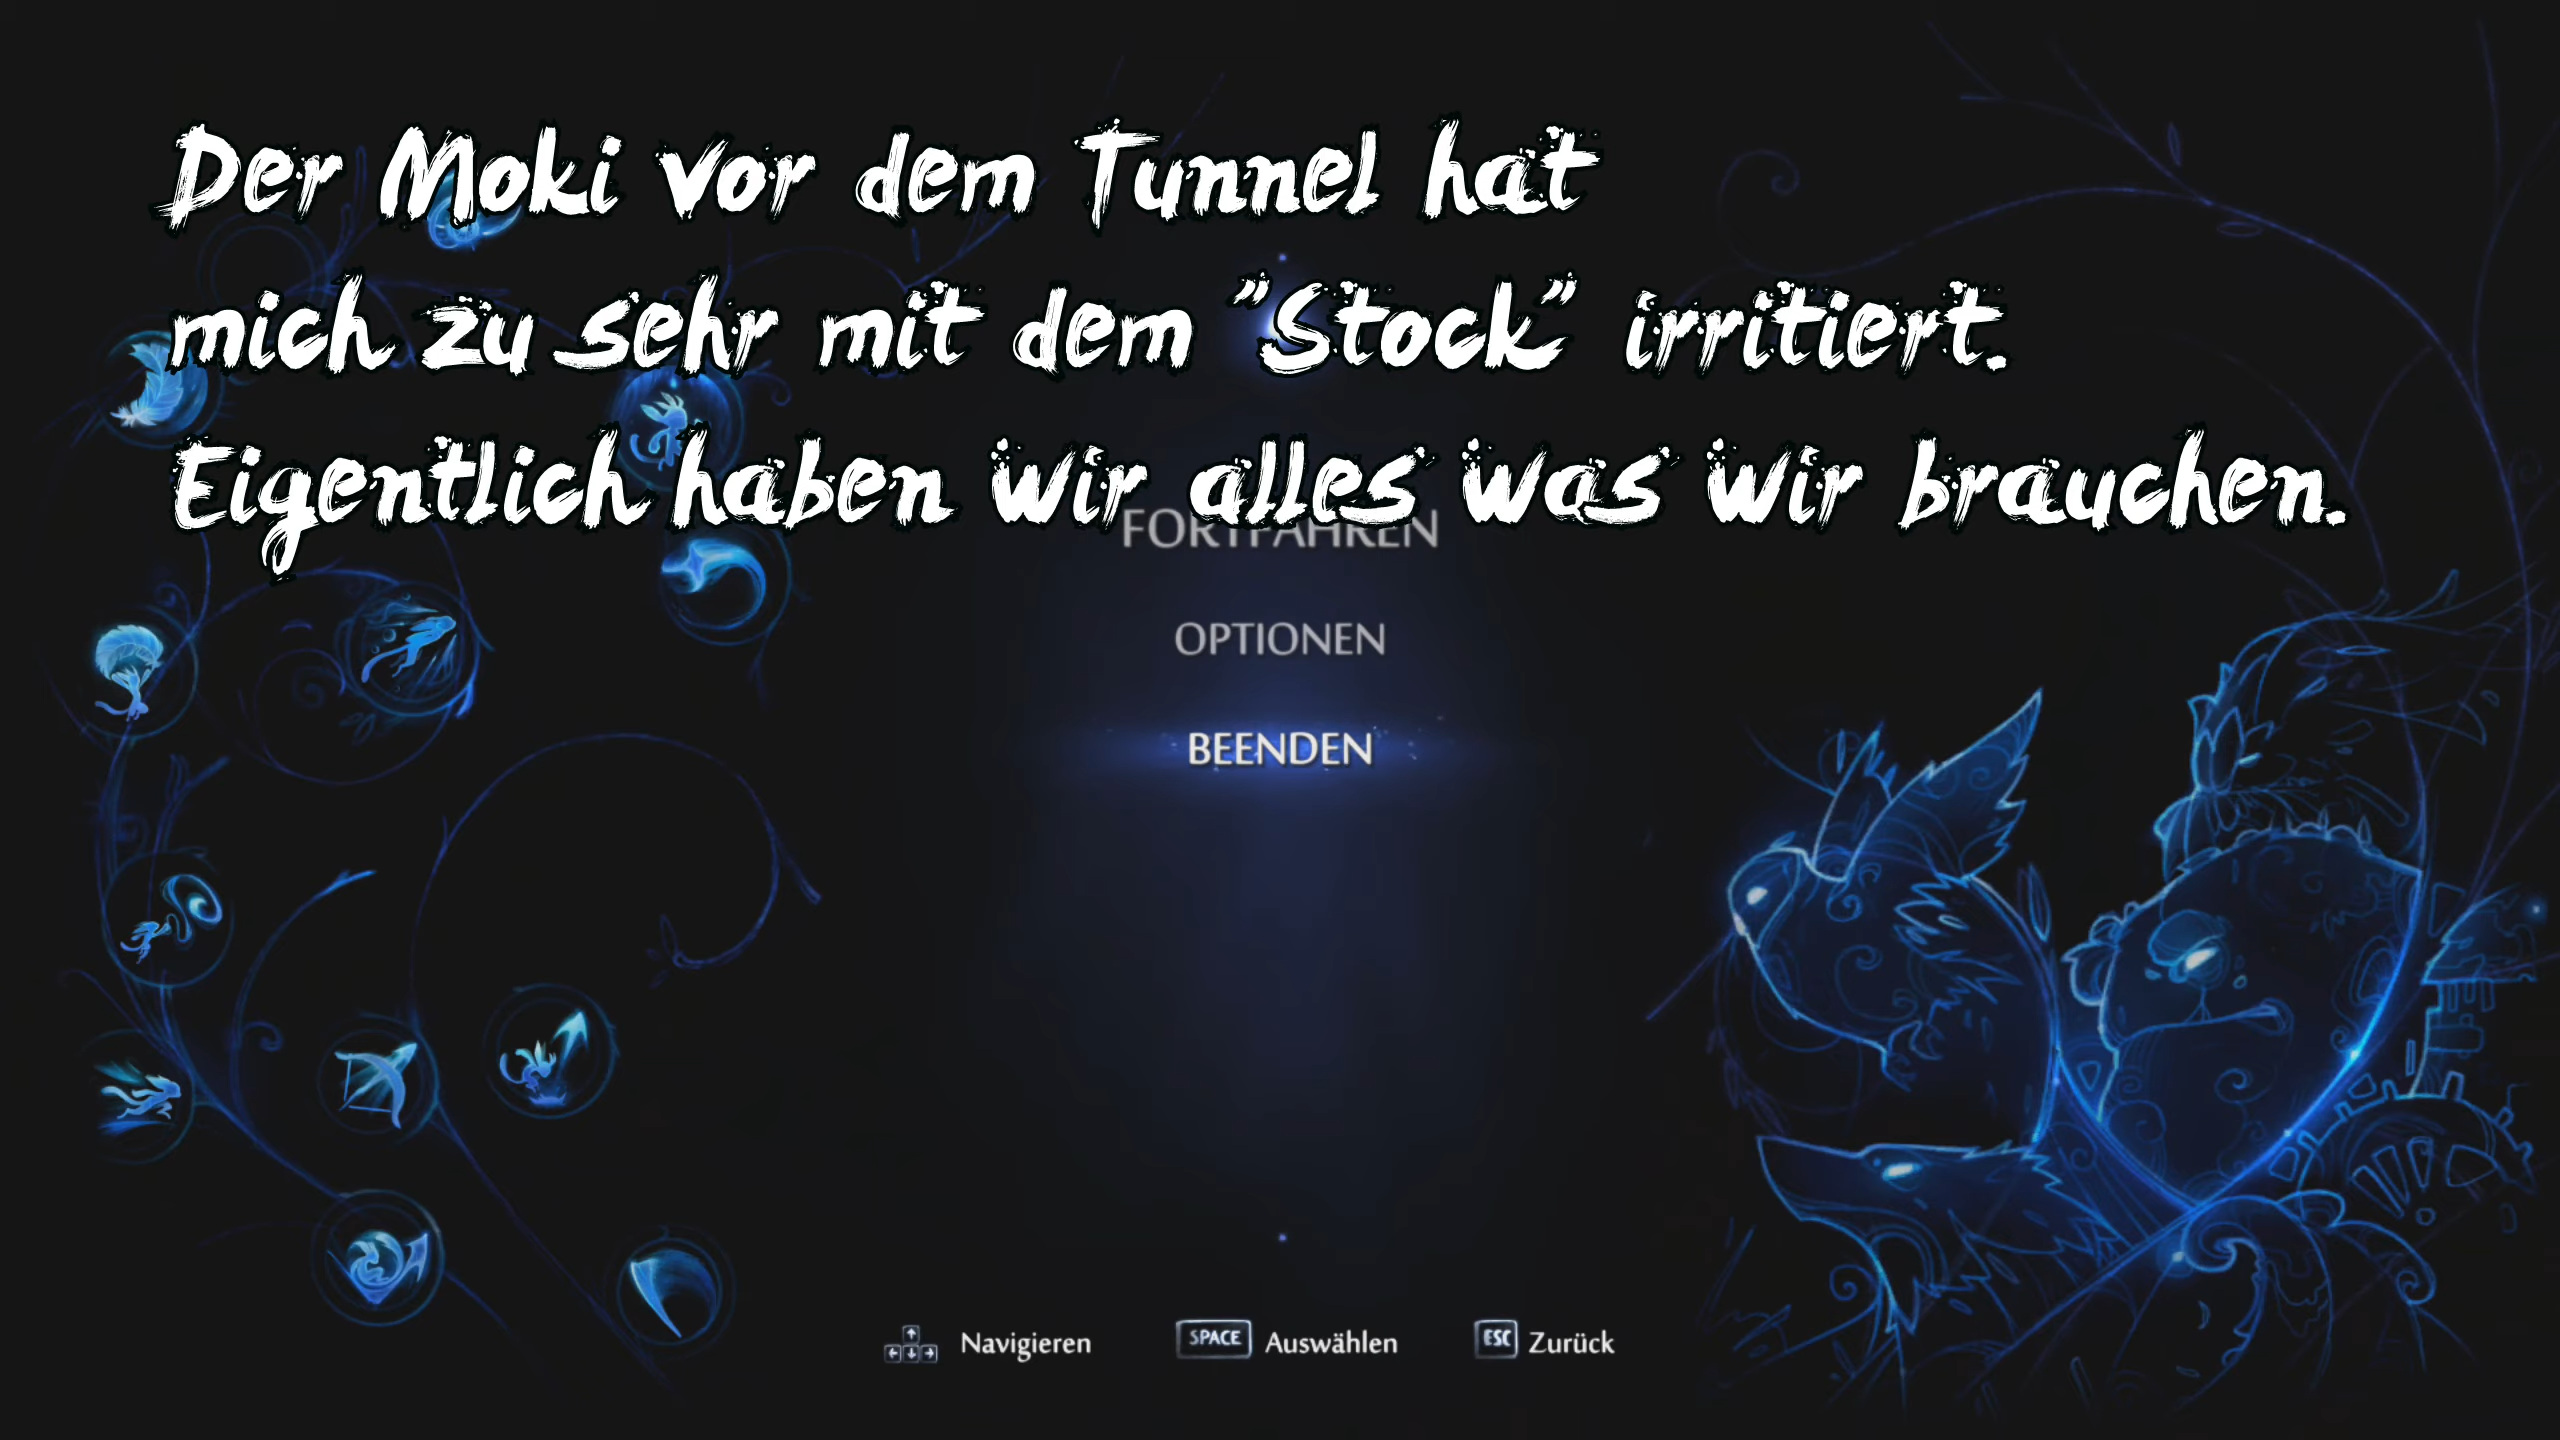 Der Moki vor dem Tunnel hat
mich zu sehr mit dem "Stock" irritiert.
Eigentlich haben wir alles was wir brauchen.
FORTFAHREN
OPTIONEN
BEENDEN
Navigieren SPACE Auswählen ESC Zurück